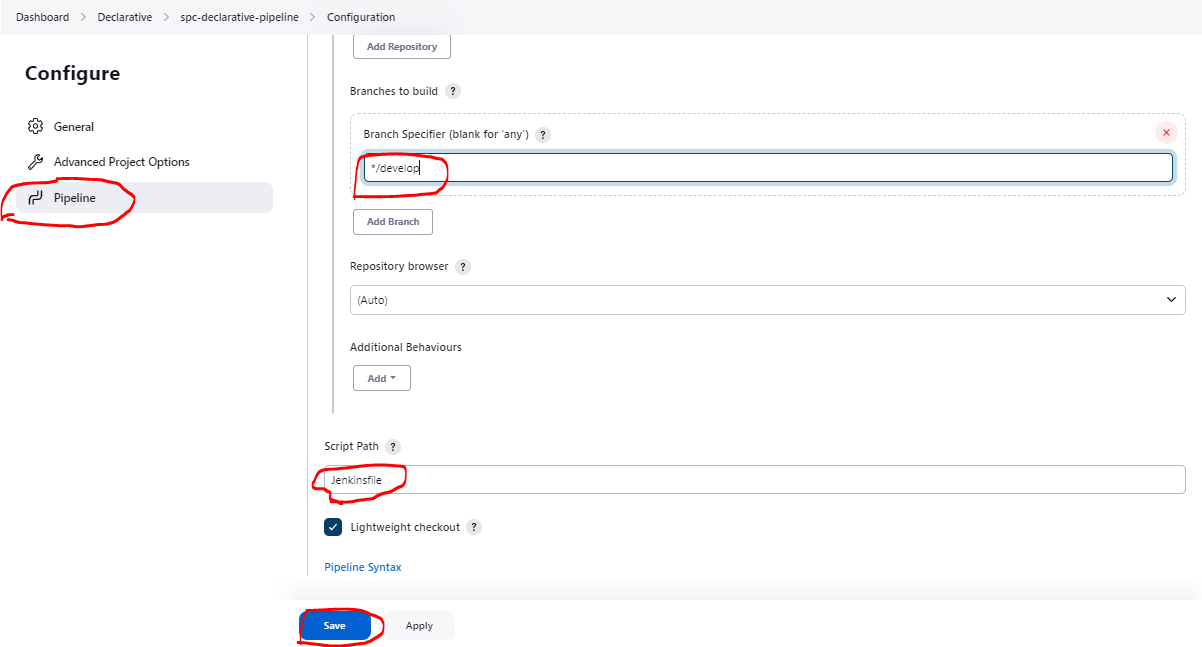 Dashboard > Declarative > spc-declarative-pipeline > Configuration
Configure
General
Advanced Project Options
Pipeline
Add Repository
Branches to build ?
Branch Specifier (blank for 'any') ?
*/develop
Add Branch
Repository browser ?
(Auto)
Additional Behaviours
Add
Script Path ?
Jenkinsfile
Lightweight checkout ?
Pipeline Syntax
Save Apply